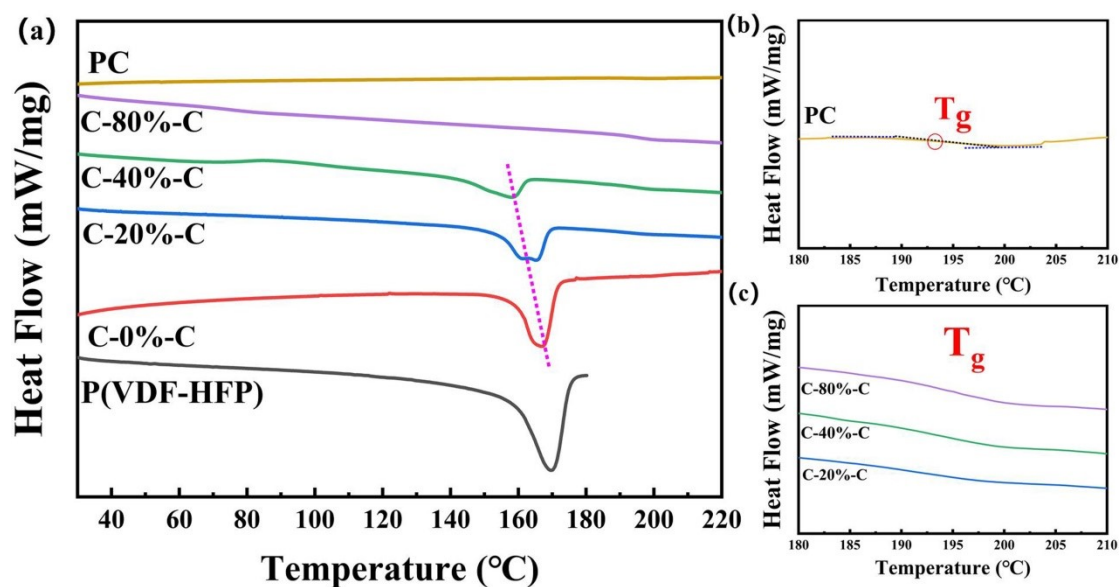 (a)
Heat Flow (mW/mg)
PC
C-80%-C
C-40%-C
C-20%-C
C-0%-C
P(VDF-HFP)
40 60 80 100 120 140 160 180 200 220
Temperature (℃)
(b)
Heat Flow (mW/mg)
PC
Tg
180 185 190 195 200 205 210
Temperature (℃)
(c)
Heat Flow (mW/mg)
Tg
C-80%-C
C-40%-C
C-20%-C
180 185 190 195 200 205 210
Temperature (℃)